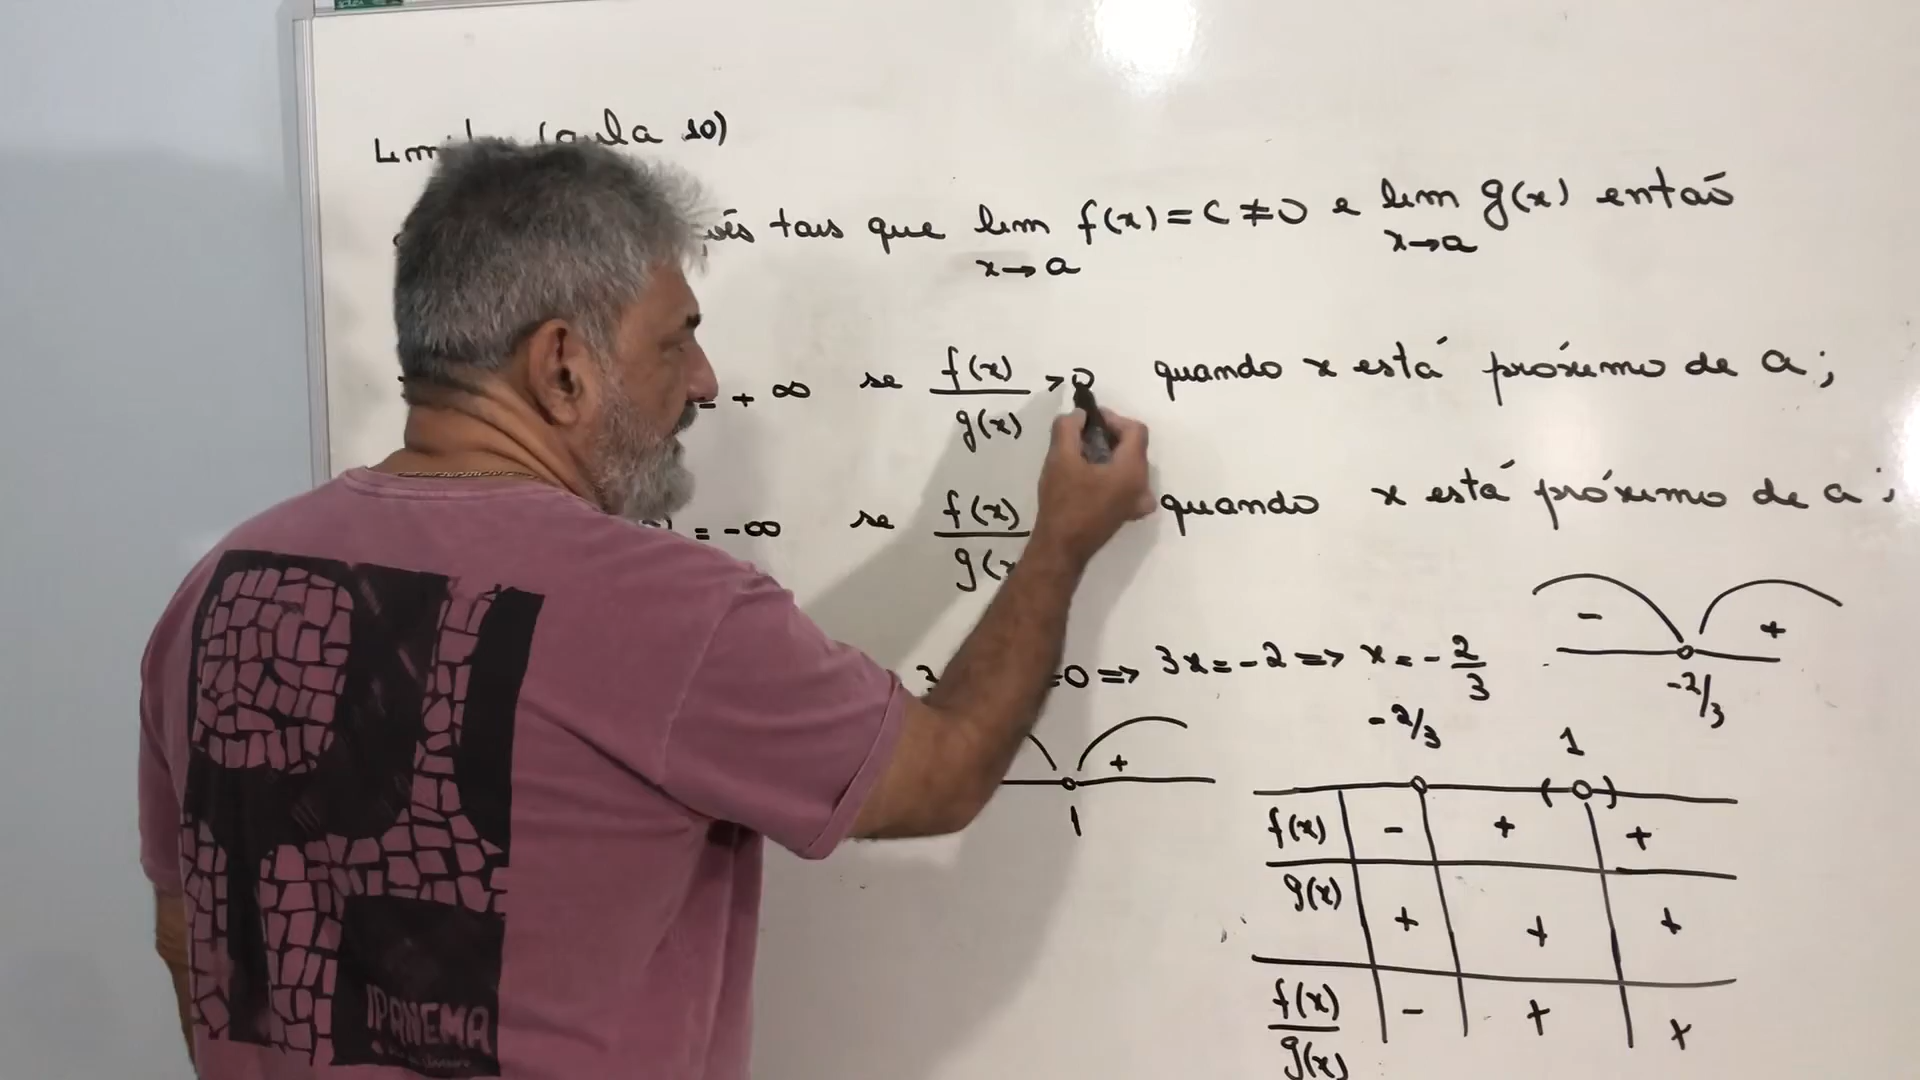 (aula 10)
tais que lim f(x) = C ≠ 0 e lim g(x) então
x→a x→a
= + ∞ se f(x)/g(x) > 0 quando x está próximo de a;
= -∞ se f(x)/g( quando x está próximo de a;
- +
-2/3
=0 => 3x = -2 => x = -2/3
+
1
-2/3 1
f(x) - + +
g(x) + + +
f(x)/g(x) - + +
IPANEMA